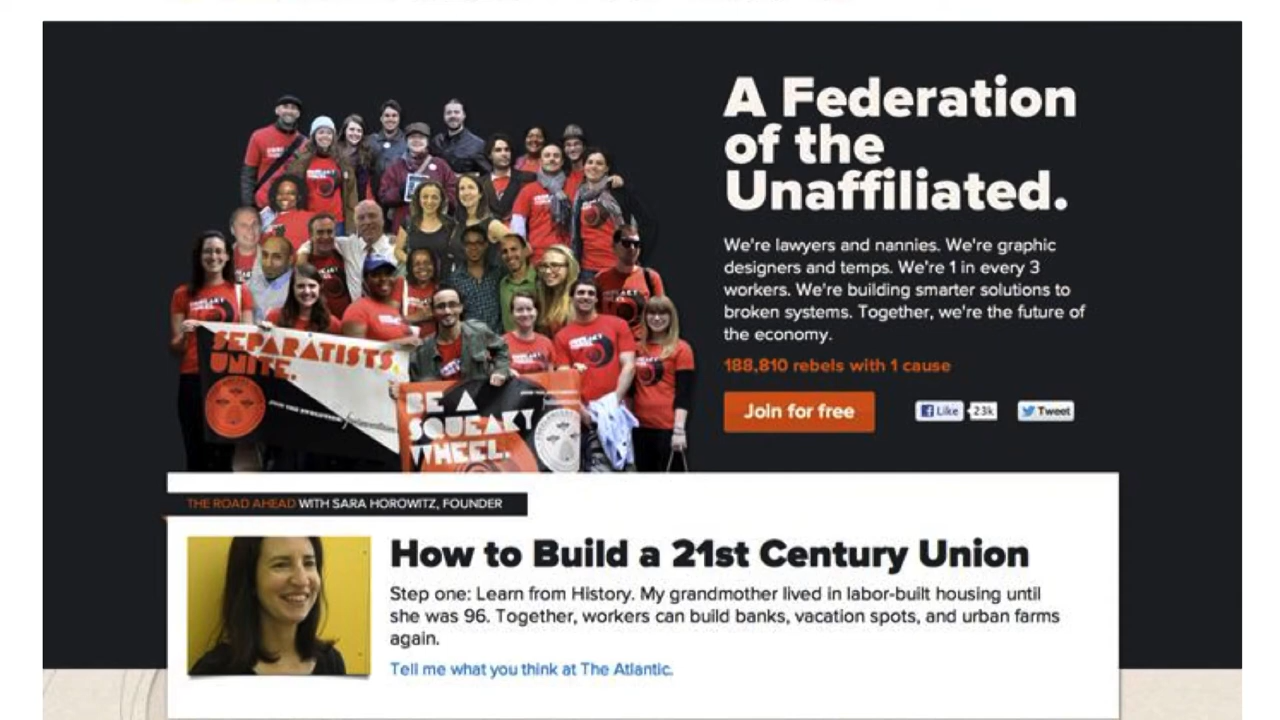 A Federation
of the
Unaffiliated.
We're lawyers and nannies. We're graphic
designers and temps. We're 1 in every 3
workers. We're building smarter solutions to
broken systems. Together, we're the future of
the economy.
188,810 rebels with 1 cause
Join for free
Like 23k Tweet
SEPARATISTS
UNITE.
BE A
SQUEAKY
WHEEL.
THE ROAD AHEAD WITH SARA HOROWITZ, FOUNDER
How to Build a 21st Century Union
Step one: Learn from History. My grandmother lived in labor-built housing until
she was 96. Together, workers can build banks, vacation spots, and urban farms
again.
Tell me what you think at The Atlantic.